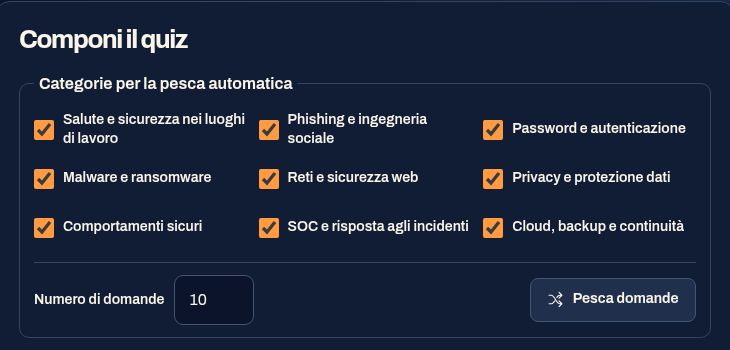 Componi il quiz
Categorie per la pesca automatica
Salute e sicurezza nei luoghi
di lavoro
Phishing e ingegneria
sociale
Password e autenticazione
Malware e ransomware
Reti e sicurezza web
Privacy e protezione dati
Comportamenti sicuri
SOC e risposta agli incidenti
Cloud, backup e continuità
Numero di domande
10
Pesca domande